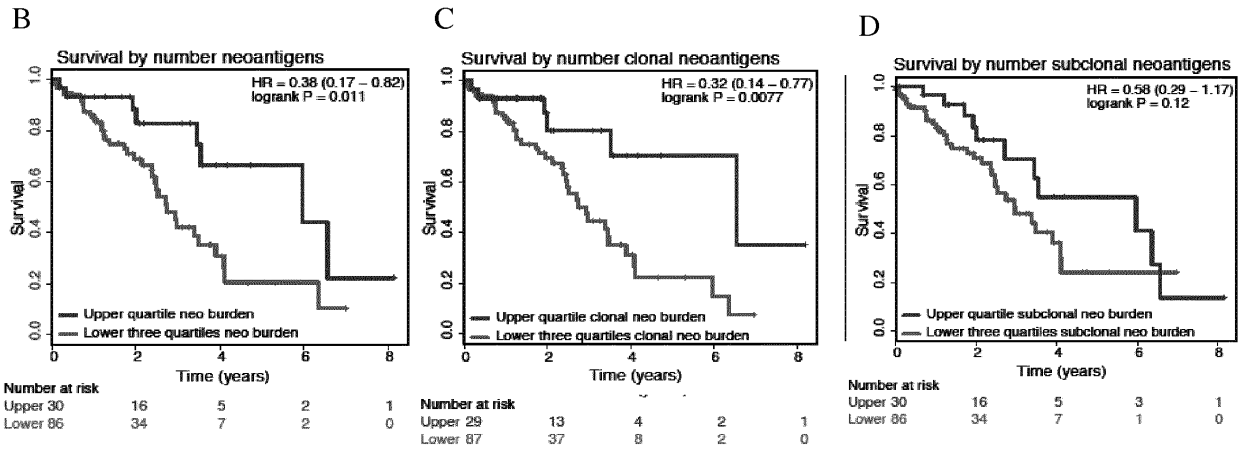 B
Survival by number neoantigens
HR = 0.38 (0.17 – 0.82)
logrank P = 0.011
Survival
1.0
0.8
0.6
0.4
0.2
0.0
Upper quartile neo burden
Lower three quartiles neo burden
0 2 4 6 8
Time (years)
Number at risk
Upper 30 16 5 2 1
Lower 86 34 7 2 0
C
Survival by number clonal neoantigens
HR = 0.32 (0.14 – 0.77)
logrank P = 0.0077
Survival
1.0
0.8
0.6
0.4
0.2
0.0
Upper quartile clonal neo burden
Lower three quartiles clonal neo burden
0 2 4 6 8
Time (years)
Number at risk
Upper 29 13 4 2 1
Lower 87 37 8 2 0
D
Survival by number subclonal neoantigens
HR = 0.58 (0.29 – 1.17)
logrank P = 0.12
Survival
1.0
0.8
0.6
0.4
0.2
0.0
Upper quartile subclonal neo burden
Lower three quartiles subclonal neo burden
0 2 4 6 8
Time (years)
Number at risk
Upper 30 16 5 3 1
Lower 86 34 7 1 0